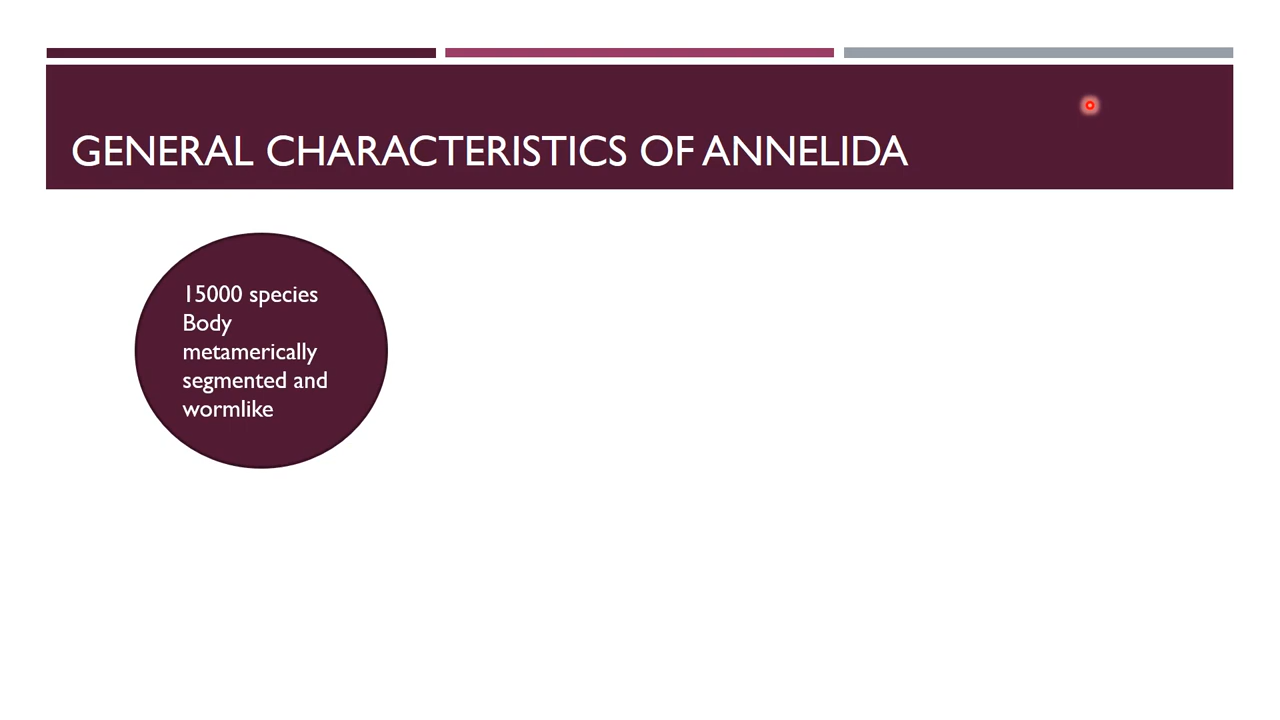 GENERAL CHARACTERISTICS OF ANNELIDA
15000 species
Body
metamerically
segmented and
wormlike